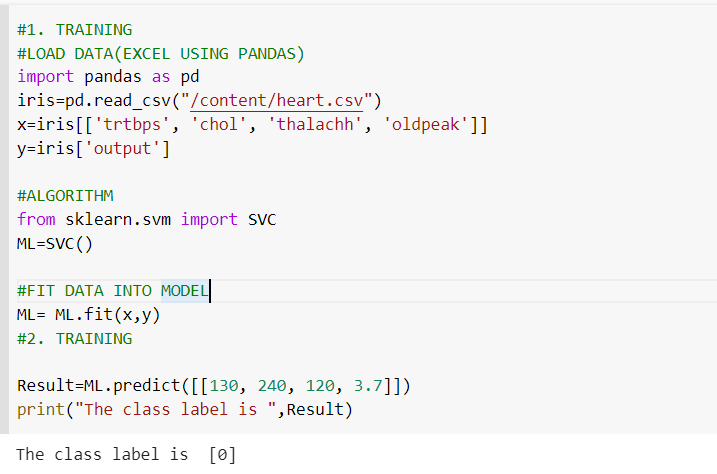 #1. TRAINING
#LOAD DATA(EXCEL USING PANDAS)
import pandas as pd
iris=pd.read_csv("/content/heart.csv")
x=iris[['trtbps', 'chol', 'thalachh', 'oldpeak']]
y=iris['output']
#ALGORITHM
from sklearn.svm import SVC
ML=SVC()
#FIT DATA INTO MODEL
ML= ML.fit(x,y)
#2. TRAINING
Result=ML.predict([[130, 240, 120, 3.7]])
print("The class label is ",Result)
The class label is  [0]